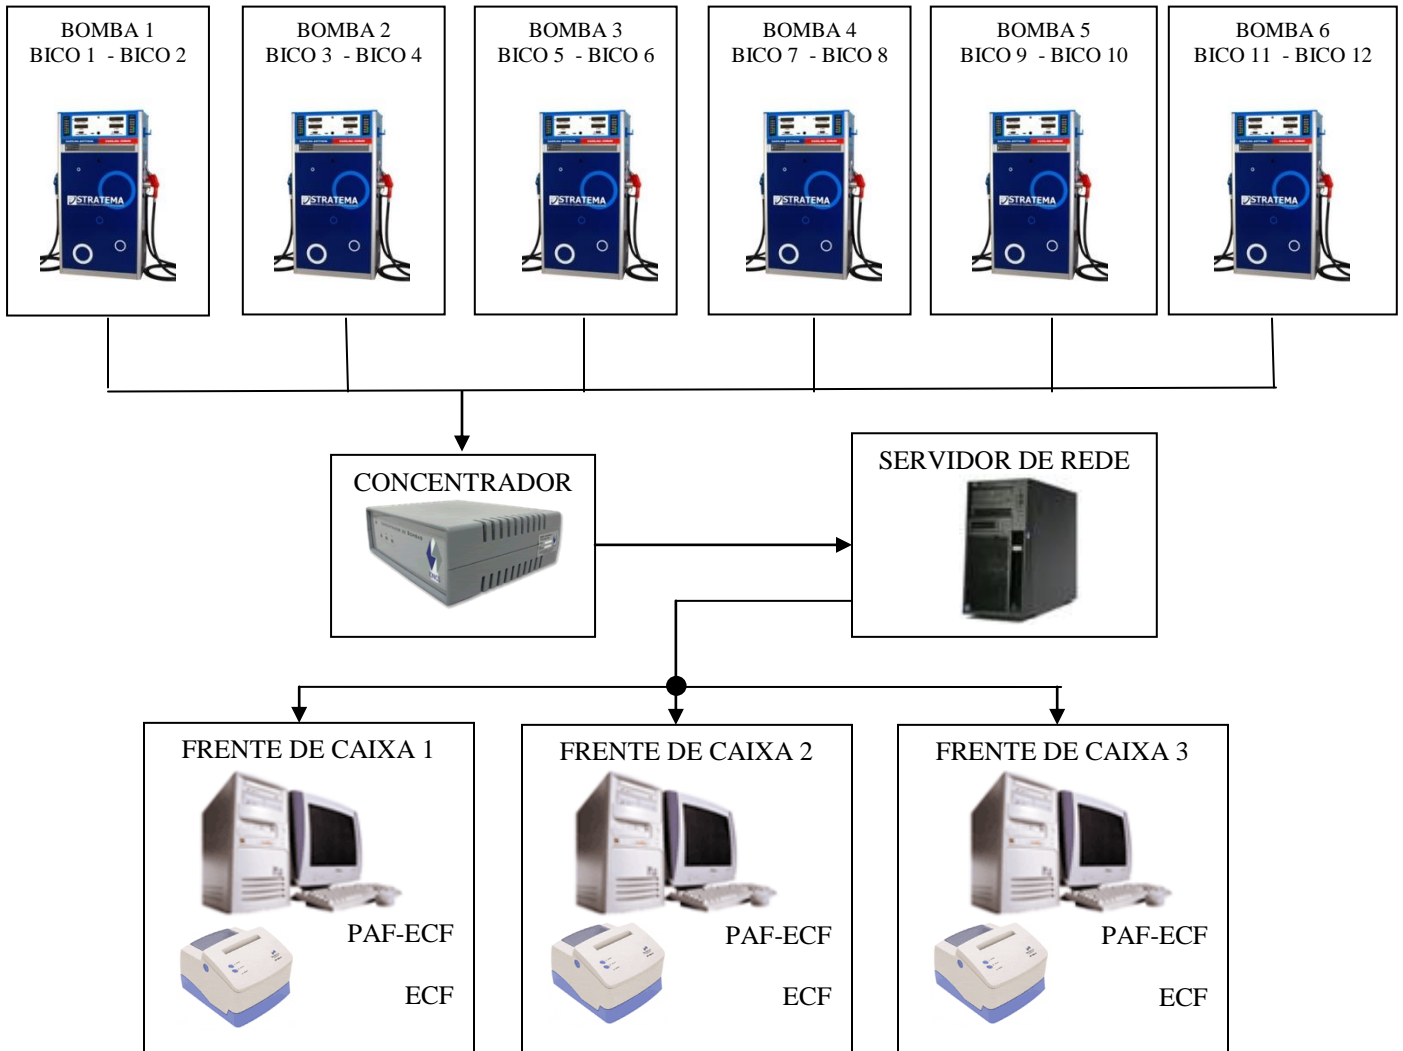 BOMBA 1
BICO 1 - BICO 2
BOMBA 2
BICO 3 - BICO 4
BOMBA 3
BICO 5 - BICO 6
BOMBA 4
BICO 7 - BICO 8
BOMBA 5
BICO 9 - BICO 10
BOMBA 6
BICO 11 - BICO 12
STRATEMA
STRATEMA
STRATEMA
STRATEMA
STRATEMA
STRATEMA
CONCENTRADOR
SERVIDOR DE REDE
FRENTE DE CAIXA 1
PAF-ECF
ECF
FRENTE DE CAIXA 2
PAF-ECF
ECF
FRENTE DE CAIXA 3
PAF-ECF
ECF